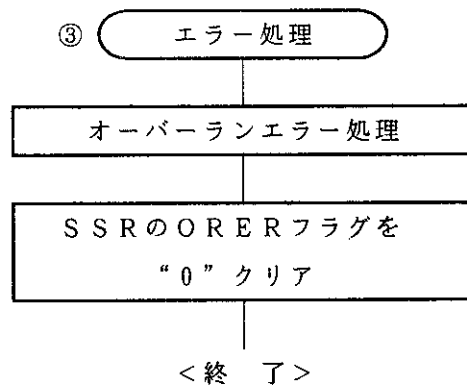 ③ エラー処理
オーバーランエラー処理
SSRのORERフラグを
“0”クリア
<終 了>